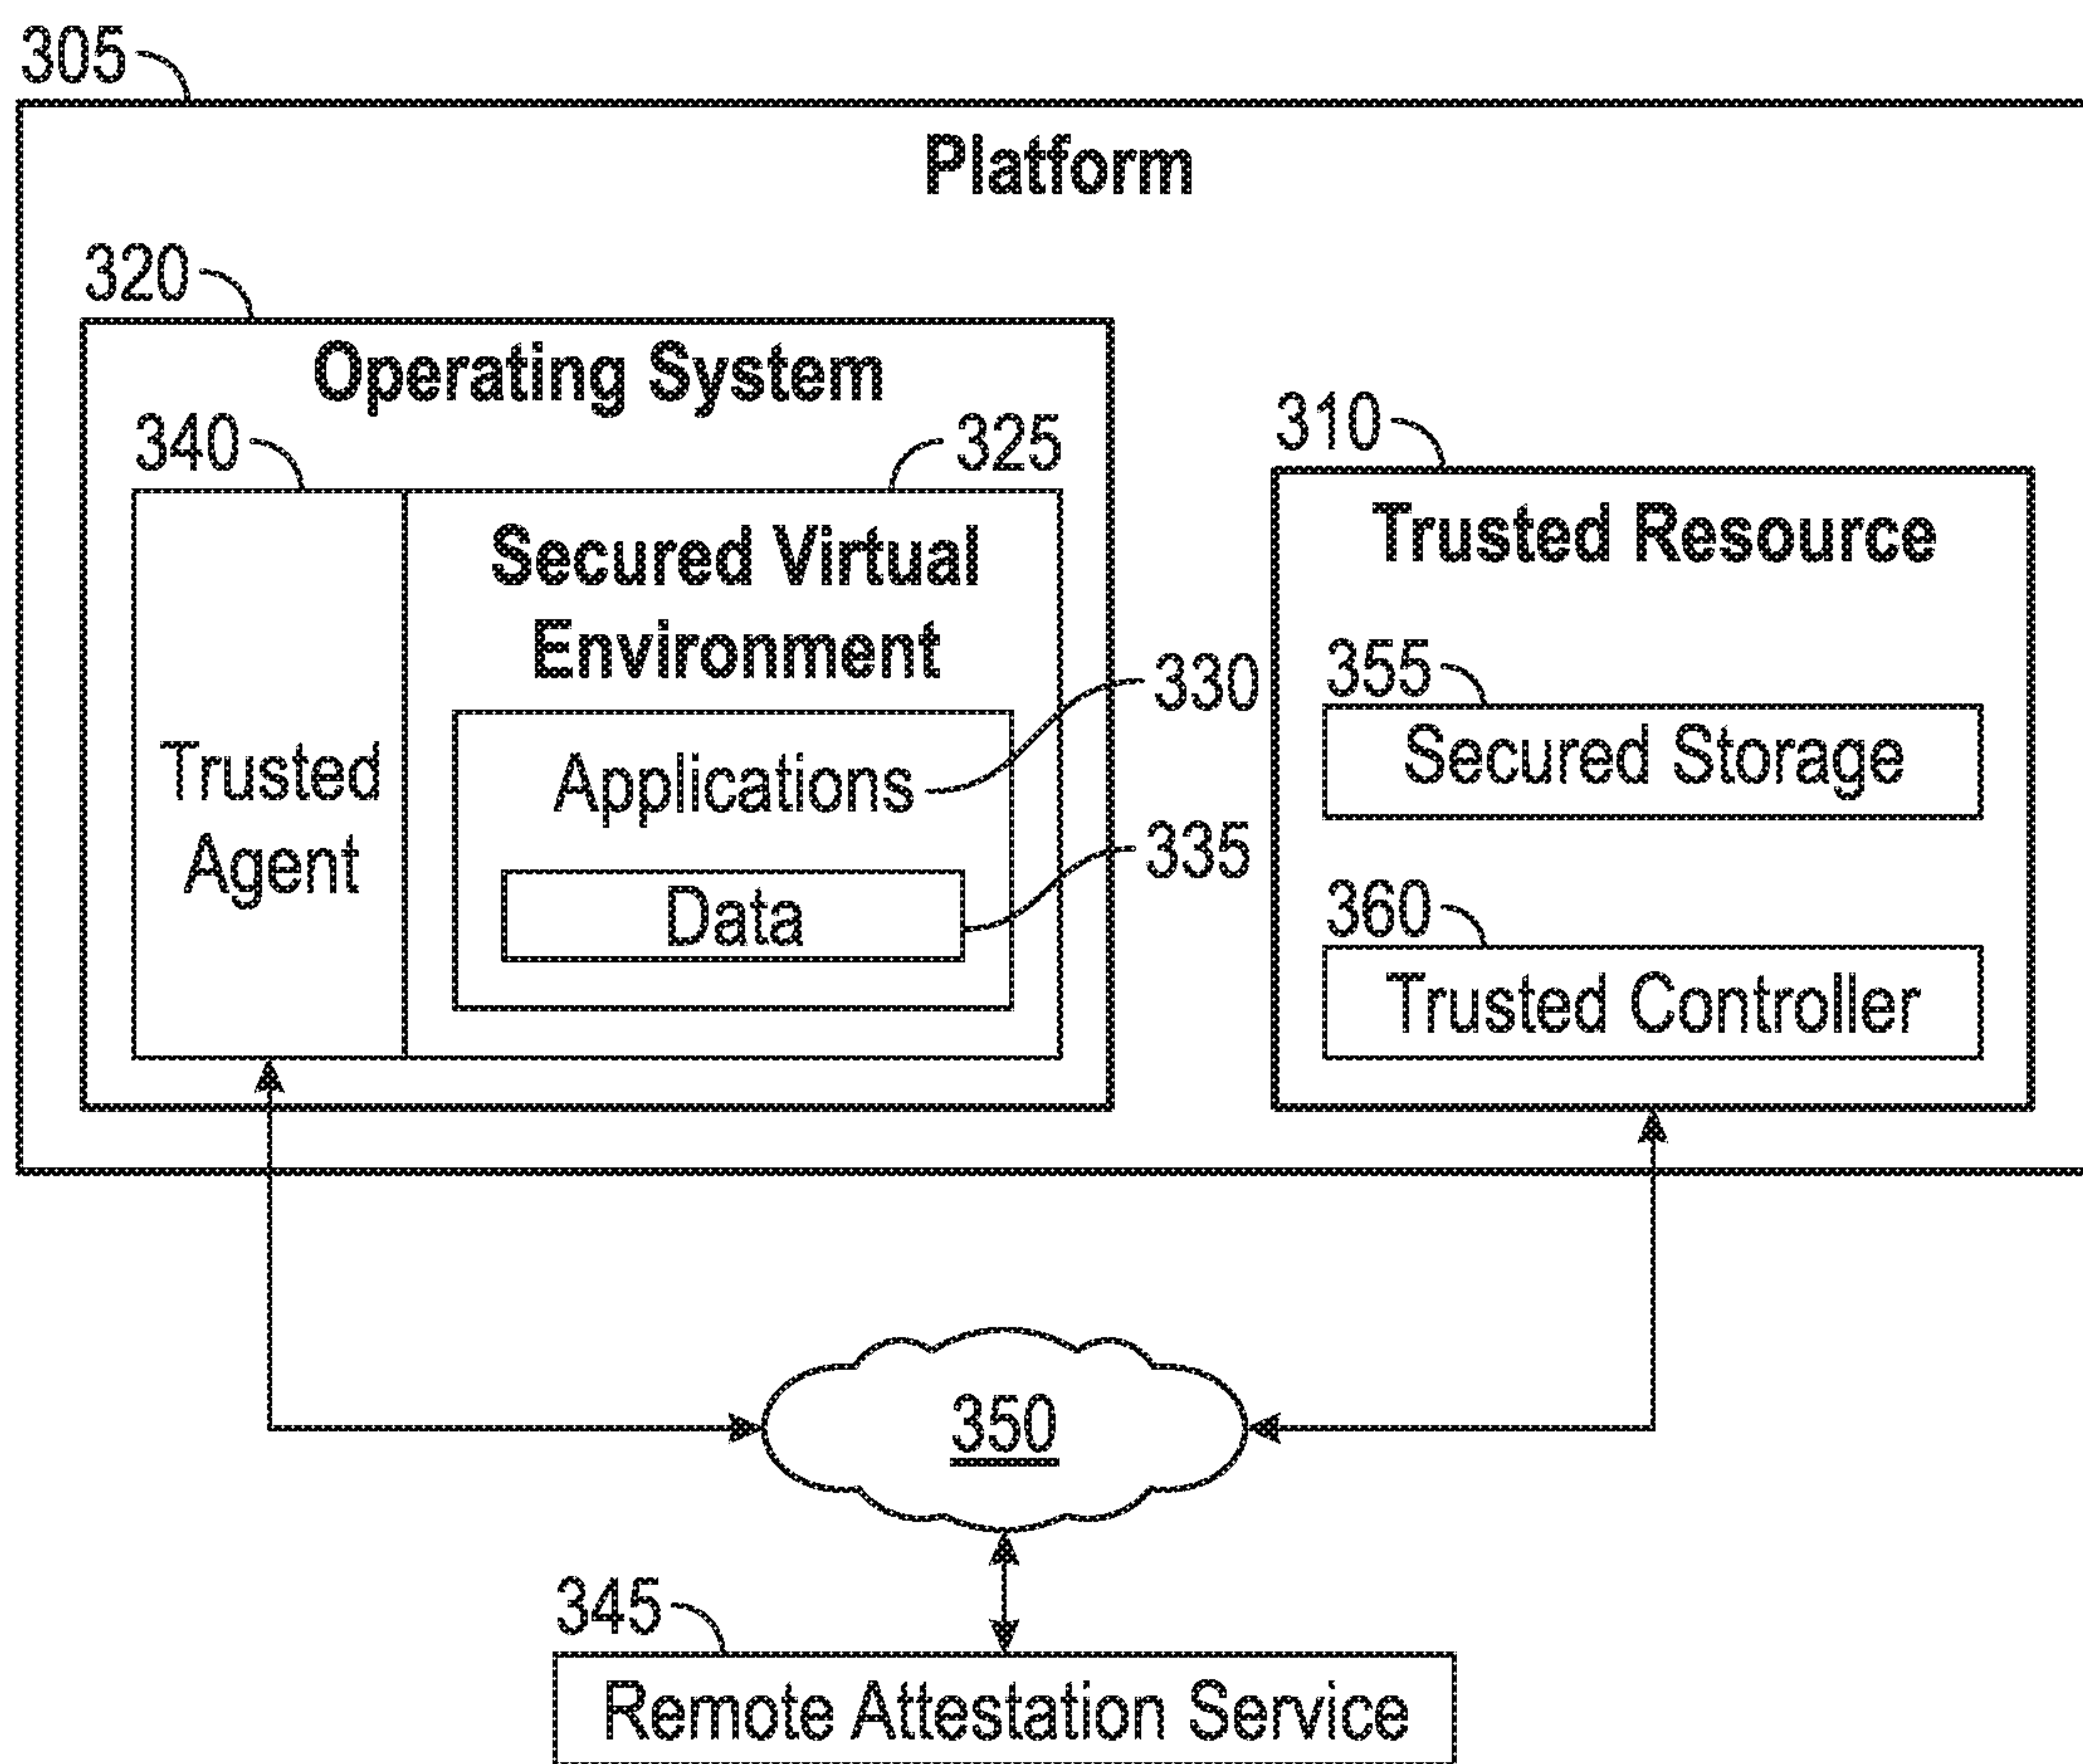 305
Platform
320
Operating System
340
325
Secured Virtual
Environment
330
Applications
335
Data
Trusted
Agent
310
Trusted Resource
355
Secured Storage
360
Trusted Controller
350
345
Remote Attestation Service